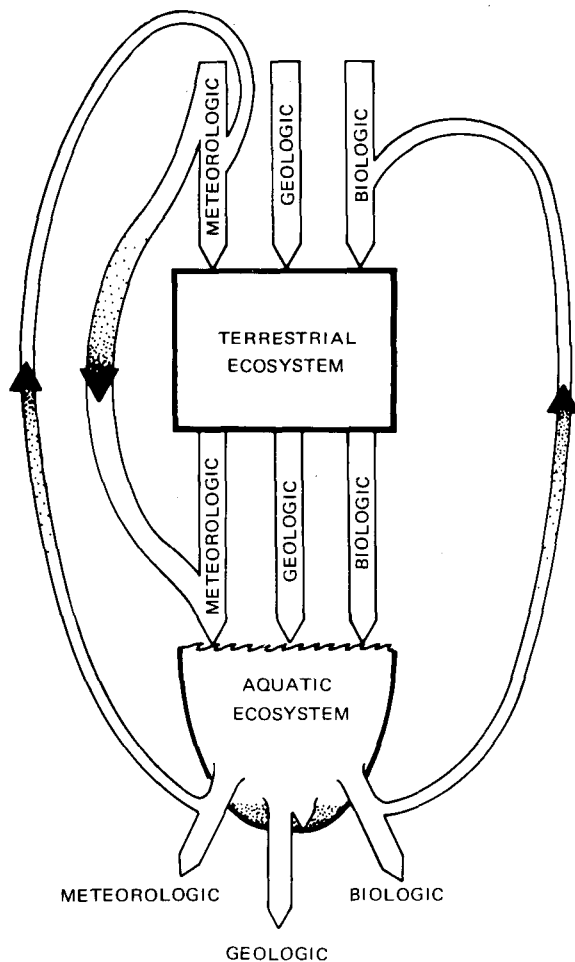 METEOROLOGIC
GEOLOGIC
BIOLOGIC
TERRESTRIAL
ECOSYSTEM
METEOROLOGIC
GEOLOGIC
BIOLOGIC
AQUATIC
ECOSYSTEM
METEOROLOGIC
BIOLOGIC
GEOLOGIC